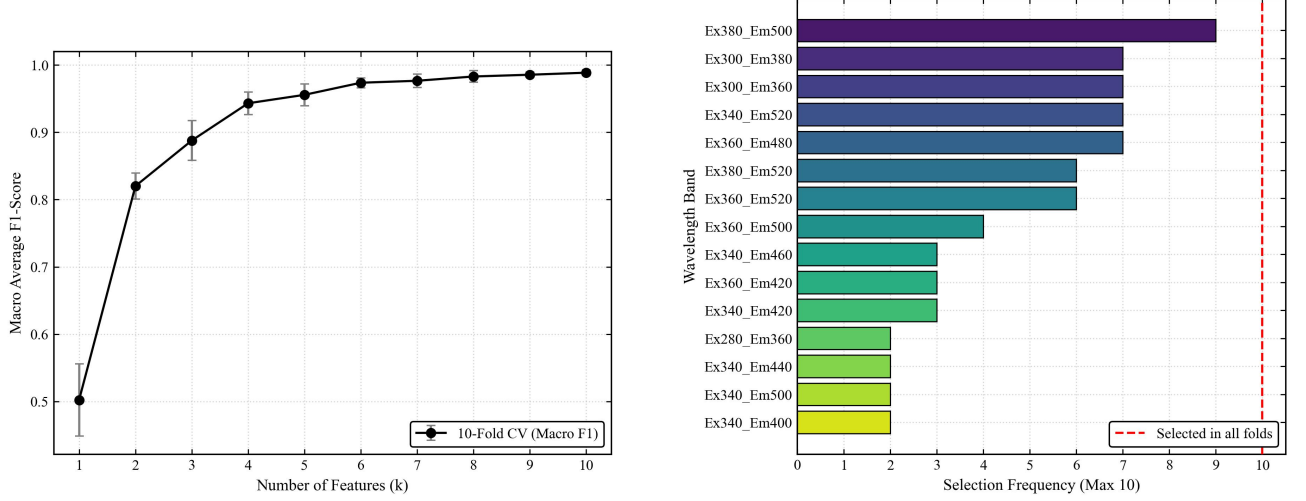 Macro Average F1-Score
1.0
0.9
0.8
0.7
0.6
0.5
10-Fold CV (Macro F1)
1 2 3 4 5 6 7 8 9 10
Number of Features (k)
Wavelength Band
Ex380_Em500
Ex300_Em380
Ex300_Em360
Ex340_Em520
Ex360_Em480
Ex380_Em520
Ex360_Em520
Ex360_Em500
Ex340_Em460
Ex360_Em420
Ex340_Em420
Ex280_Em360
Ex340_Em440
Ex340_Em500
Ex340_Em400
Selected in all folds
0 1 2 3 4 5 6 7 8 9 10
Selection Frequency (Max 10)